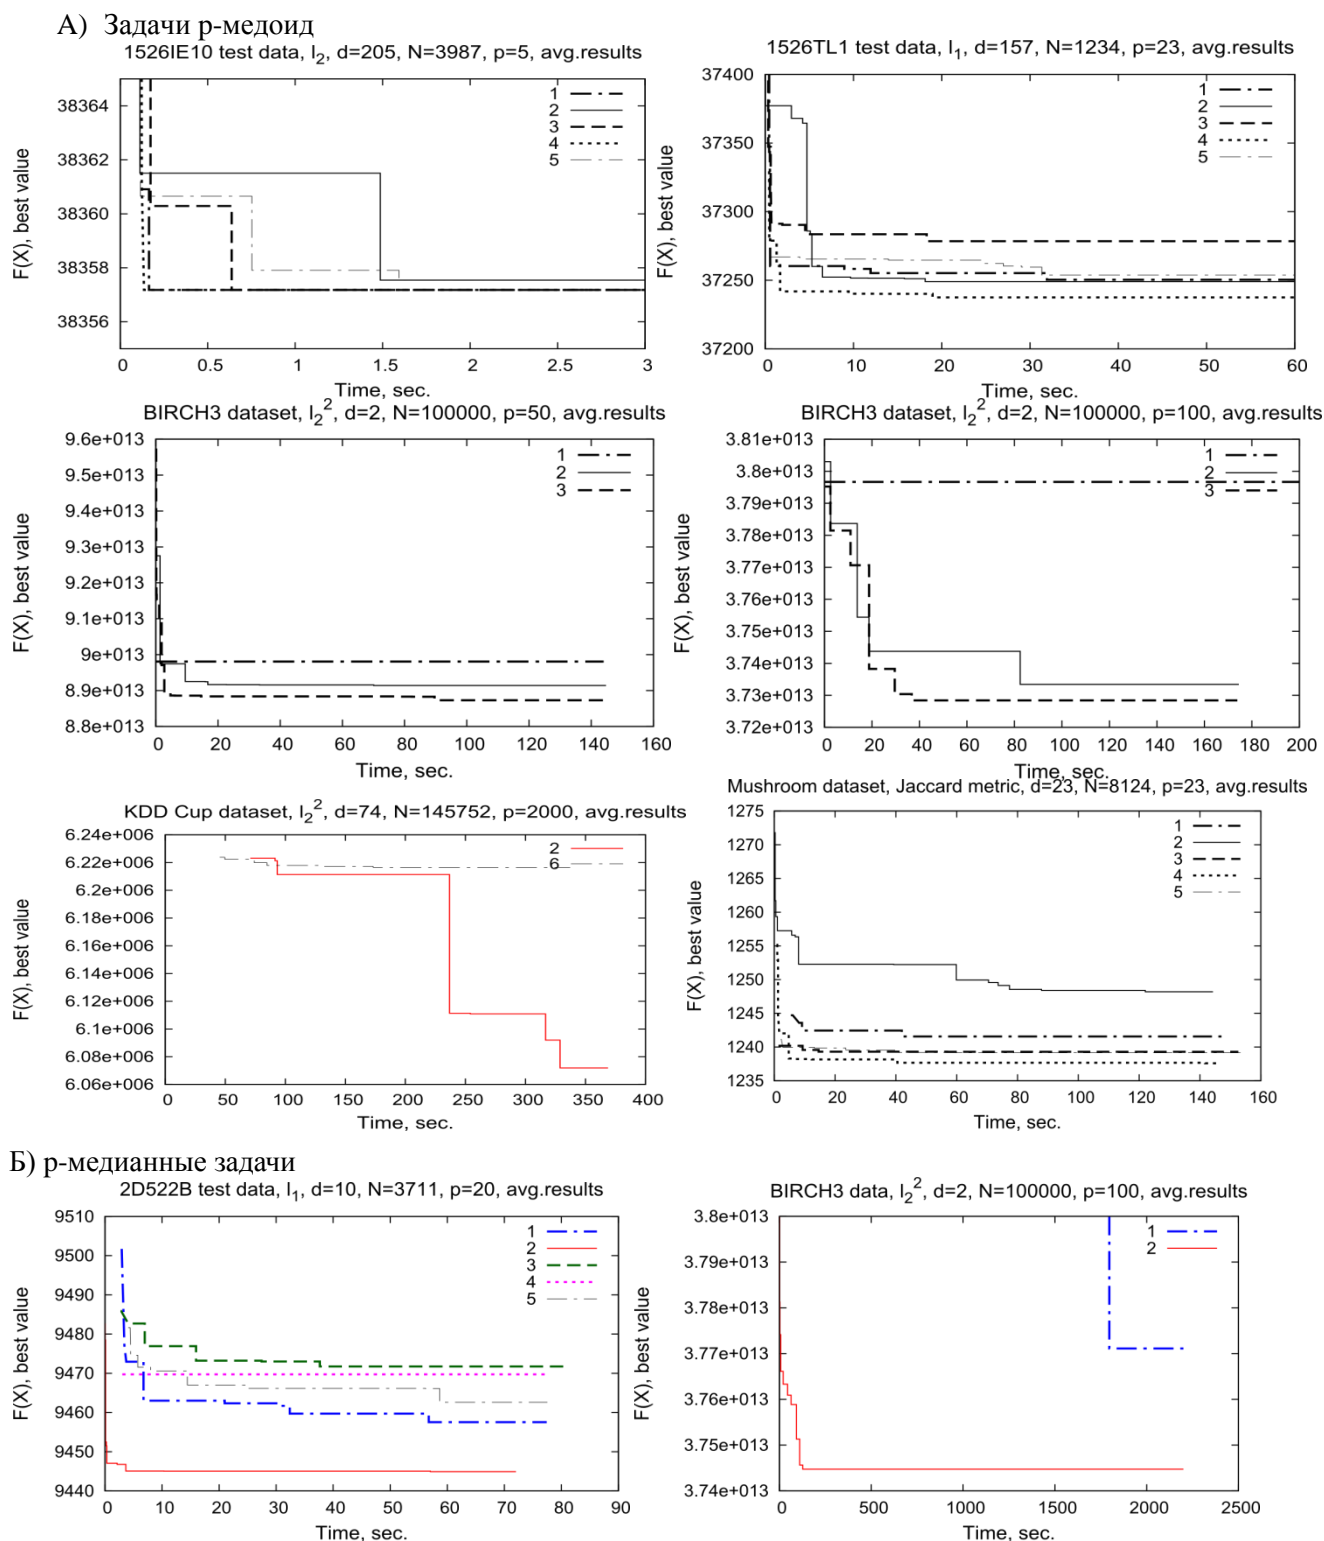 А) Задачи р-медоид
1526IE10 test data, l₂, d=205, N=3987, p=5, avg.results
F(X), best value
38364
38362
38360
38358
38356
1
2
3
4
5
0 0.5 1 1.5 2 2.5 3
Time, sec.
1526TL1 test data, l₁, d=157, N=1234, p=23, avg.results
F(X), best value
37400
37350
37300
37250
37200
1
2
3
4
5
0 10 20 30 40 50 60
Time, sec.
BIRCH3 dataset, l₂², d=2, N=100000, p=50, avg.results
F(X), best value
9.6e+013
9.5e+013
9.4e+013
9.3e+013
9.2e+013
9.1e+013
9e+013
8.9e+013
8.8e+013
1
2
3
0 20 40 60 80 100 120 140 160
Time, sec.
BIRCH3 dataset, l₂², d=2, N=100000, p=100, avg.results
F(X), best value
3.81e+013
3.8e+013
3.79e+013
3.78e+013
3.77e+013
3.76e+013
3.75e+013
3.74e+013
3.73e+013
3.72e+013
1
2
3
0 20 40 60 80 100 120 140 160 180 200
Time, sec.
KDD Cup dataset, l₂², d=74, N=145752, p=2000, avg.results
F(X), best value
6.24e+006
6.22e+006
6.2e+006
6.18e+006
6.16e+006
6.14e+006
6.12e+006
6.1e+006
6.08e+006
6.06e+006
2
6
0 50 100 150 200 250 300 350 400
Time, sec.
Mushroom dataset, Jaccard metric, d=23, N=8124, p=23, avg.results
F(X), best value
1275
1270
1265
1260
1255
1250
1245
1240
1235
1
2
3
4
5
0 20 40 60 80 100 120 140 160
Time, sec.
Б) р-медианные задачи
2D522B test data, l₁, d=10, N=3711, p=20, avg.results
F(X), best value
9510
9500
9490
9480
9470
9460
9450
9440
1
2
3
4
5
0 10 20 30 40 50 60 70 80 90
Time, sec.
BIRCH3 data, l₂², d=2, N=100000, p=100, avg.results
F(X), best value
3.8e+013
3.79e+013
3.78e+013
3.77e+013
3.76e+013
3.75e+013
3.74e+013
1
2
0 500 1000 1500 2000 2500
Time, sec.